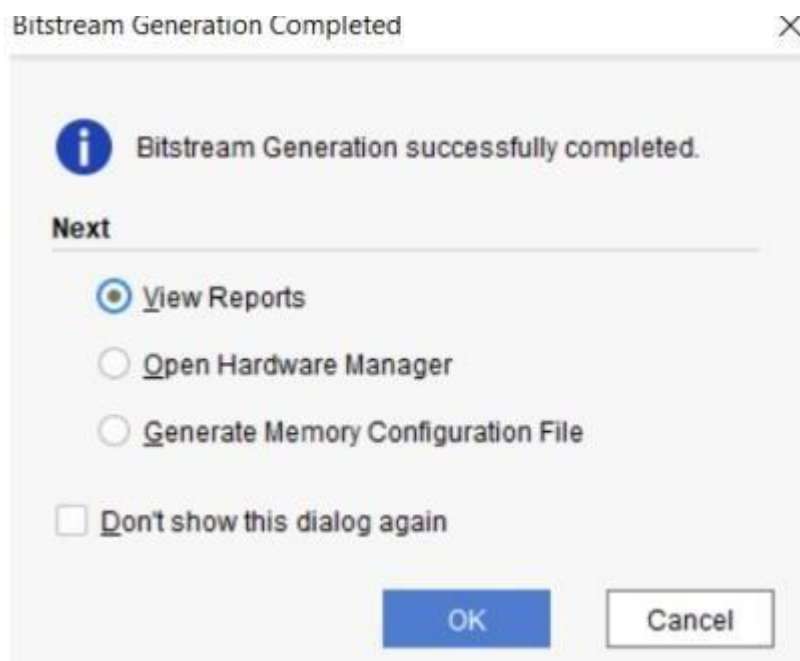 Bitstream Generation Completed
Bitstream Generation successfully completed.
Next
View Reports
Open Hardware Manager
Generate Memory Configuration File
Don't show this dialog again
OK
Cancel